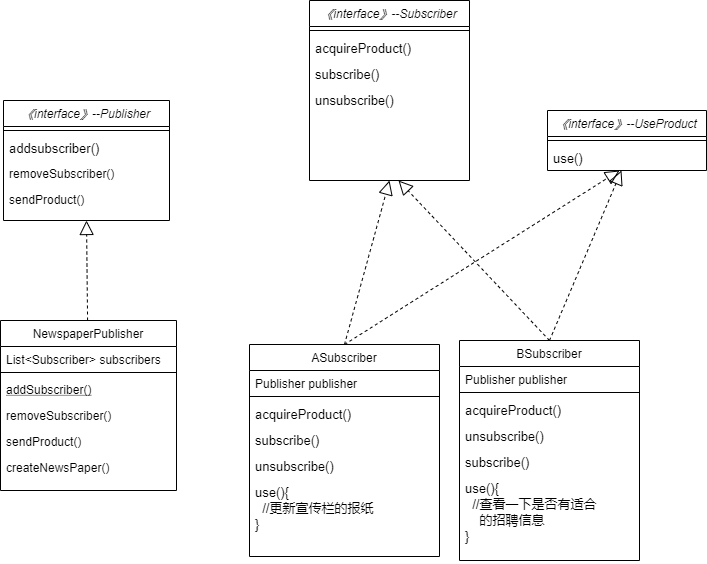 《interface》--Subscriber
acquireProduct()
subscribe()
unsubscribe()
《interface》--Publisher
addsubscriber()
removeSubscriber()
sendProduct()
《interface》--UseProduct
use()
NewspaperPublisher
List<Subscriber> subscribers
addSubscriber()
removeSubscriber()
sendProduct()
createNewsPaper()
ASubscriber
Publisher publisher
acquireProduct()
subscribe()
unsubscribe()
use(){
//更新宣传栏的报纸
}
BSubscriber
Publisher publisher
acquireProduct()
unsubscribe()
subscribe()
use(){
//查看一下是否有适合
的招聘信息
}